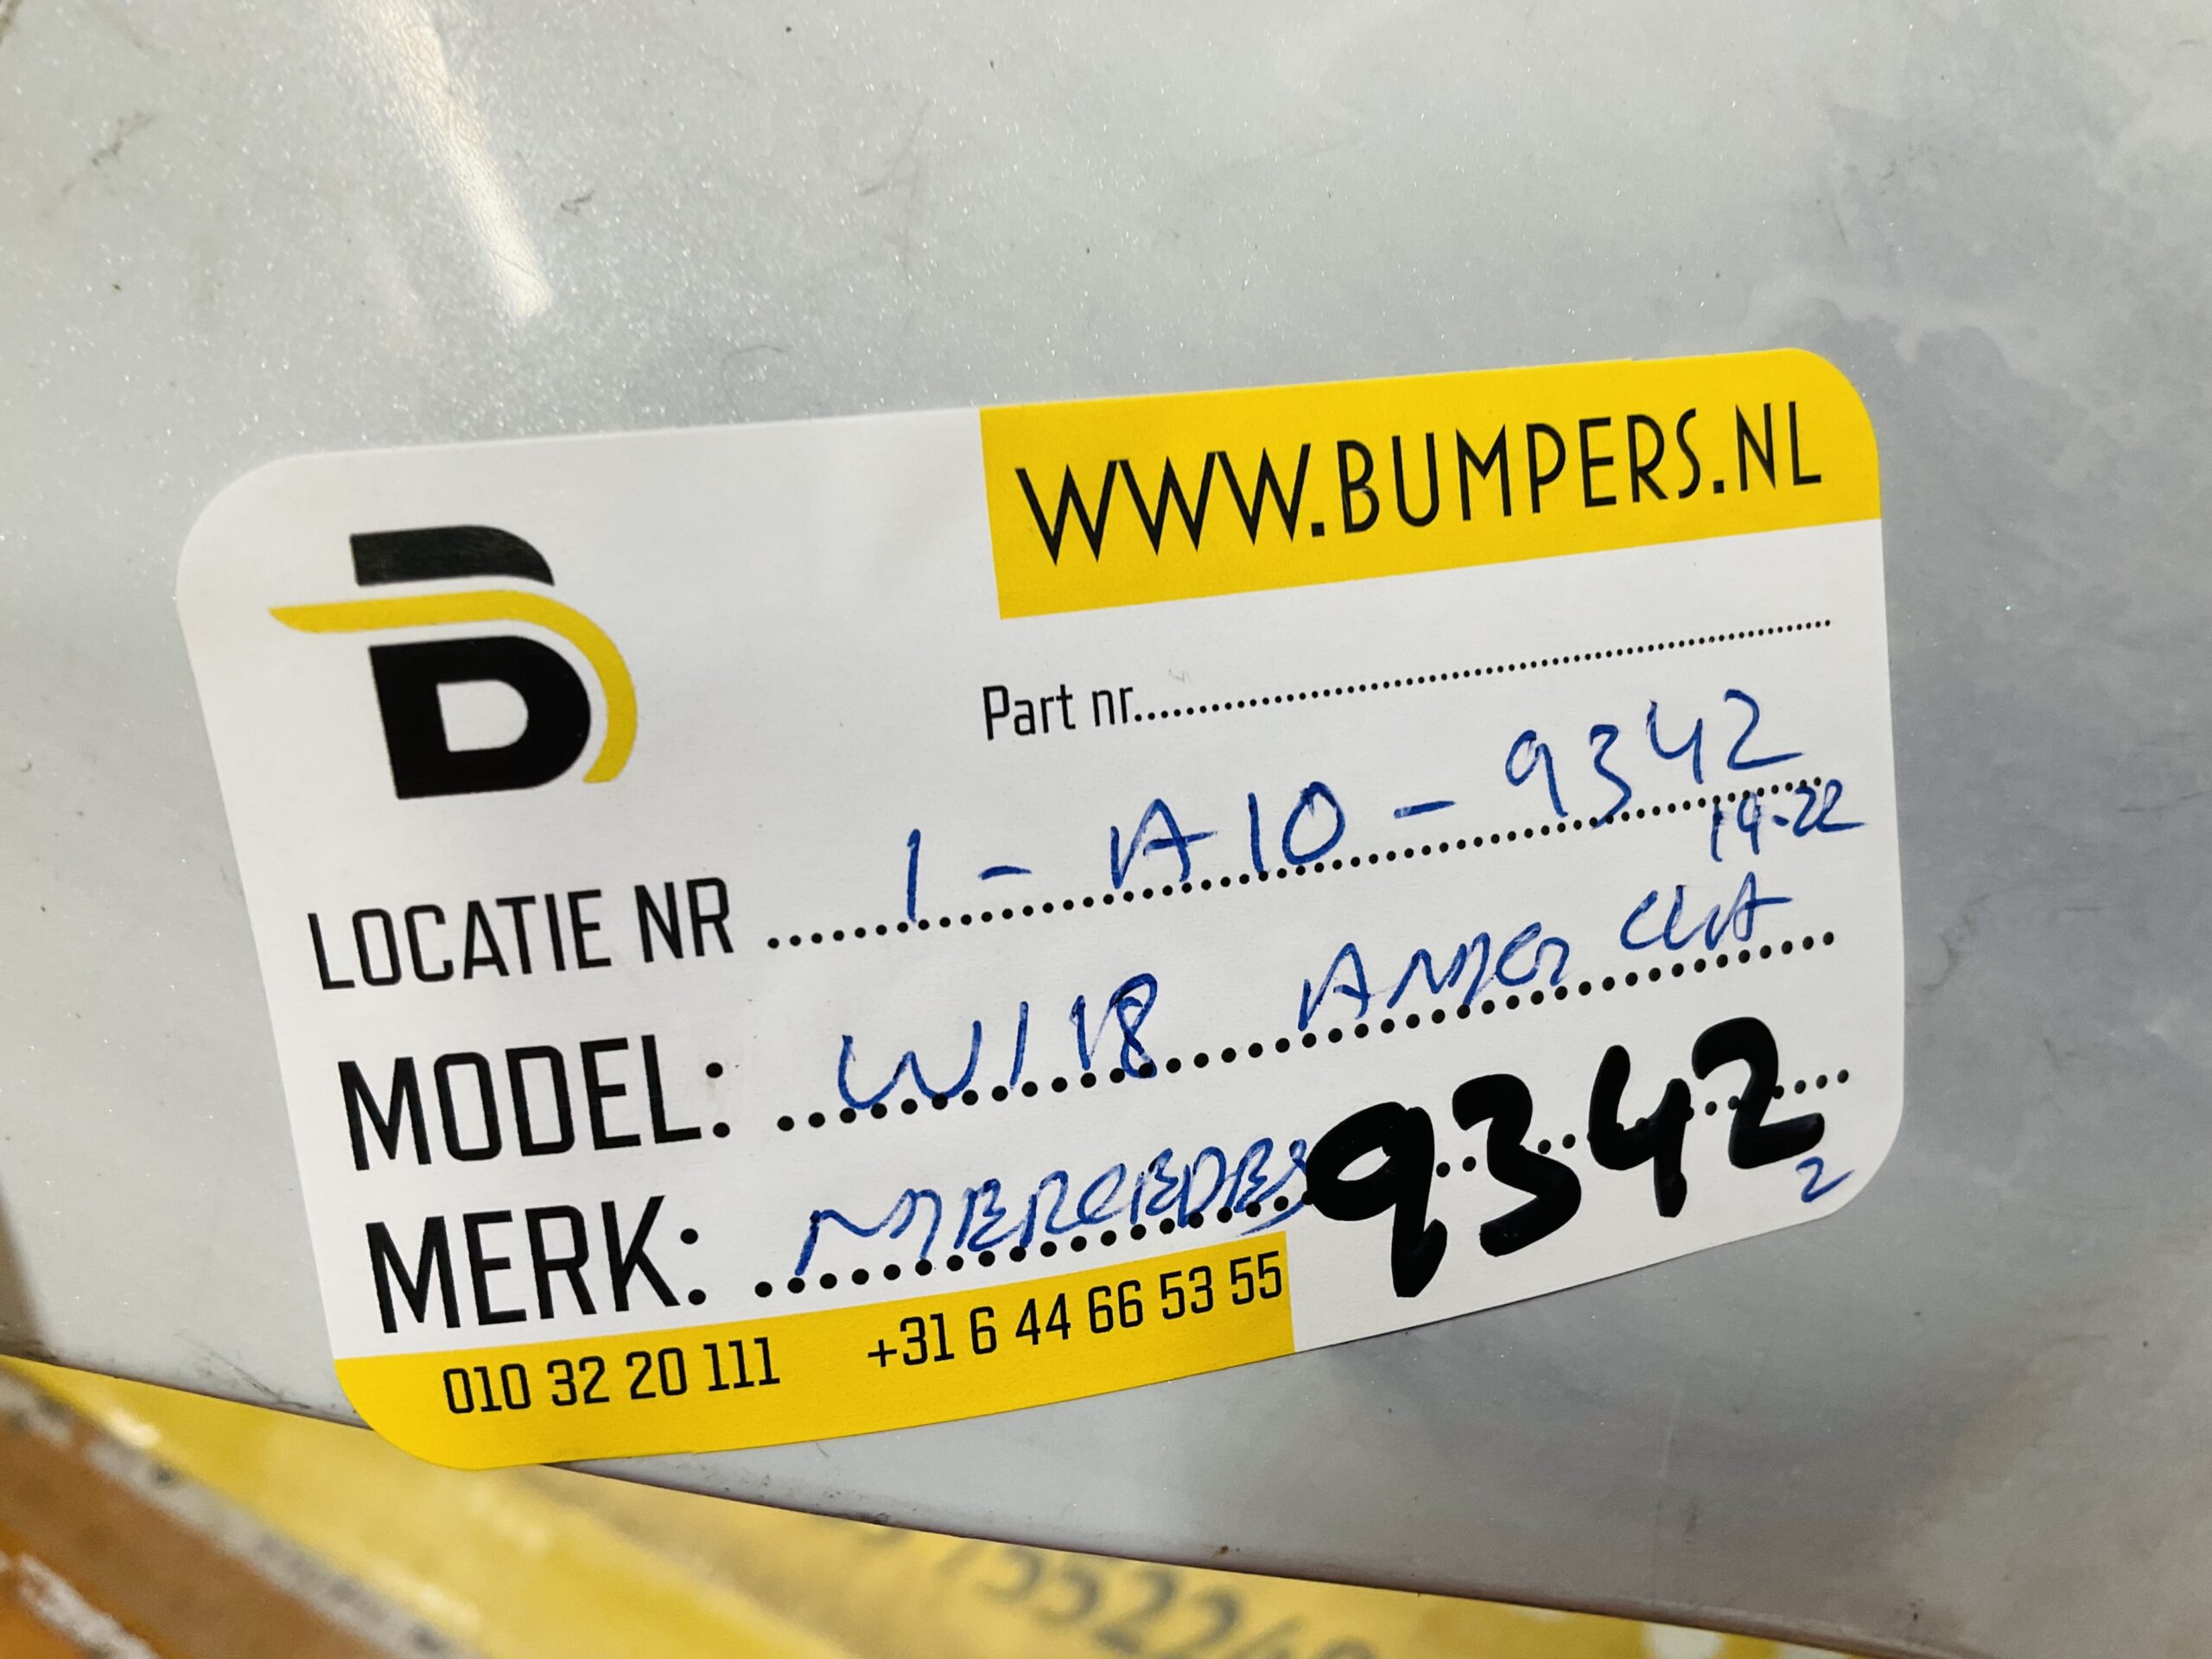 WWW.BUMPERS.NL
B
Part nr.
LOCATIE NR 1 - A10 - 9342
19-22
MODEL: W118 AMG CLA
MERK: MERCEDES 9342
2
010 32 20 111 +31 6 44 66 53 55